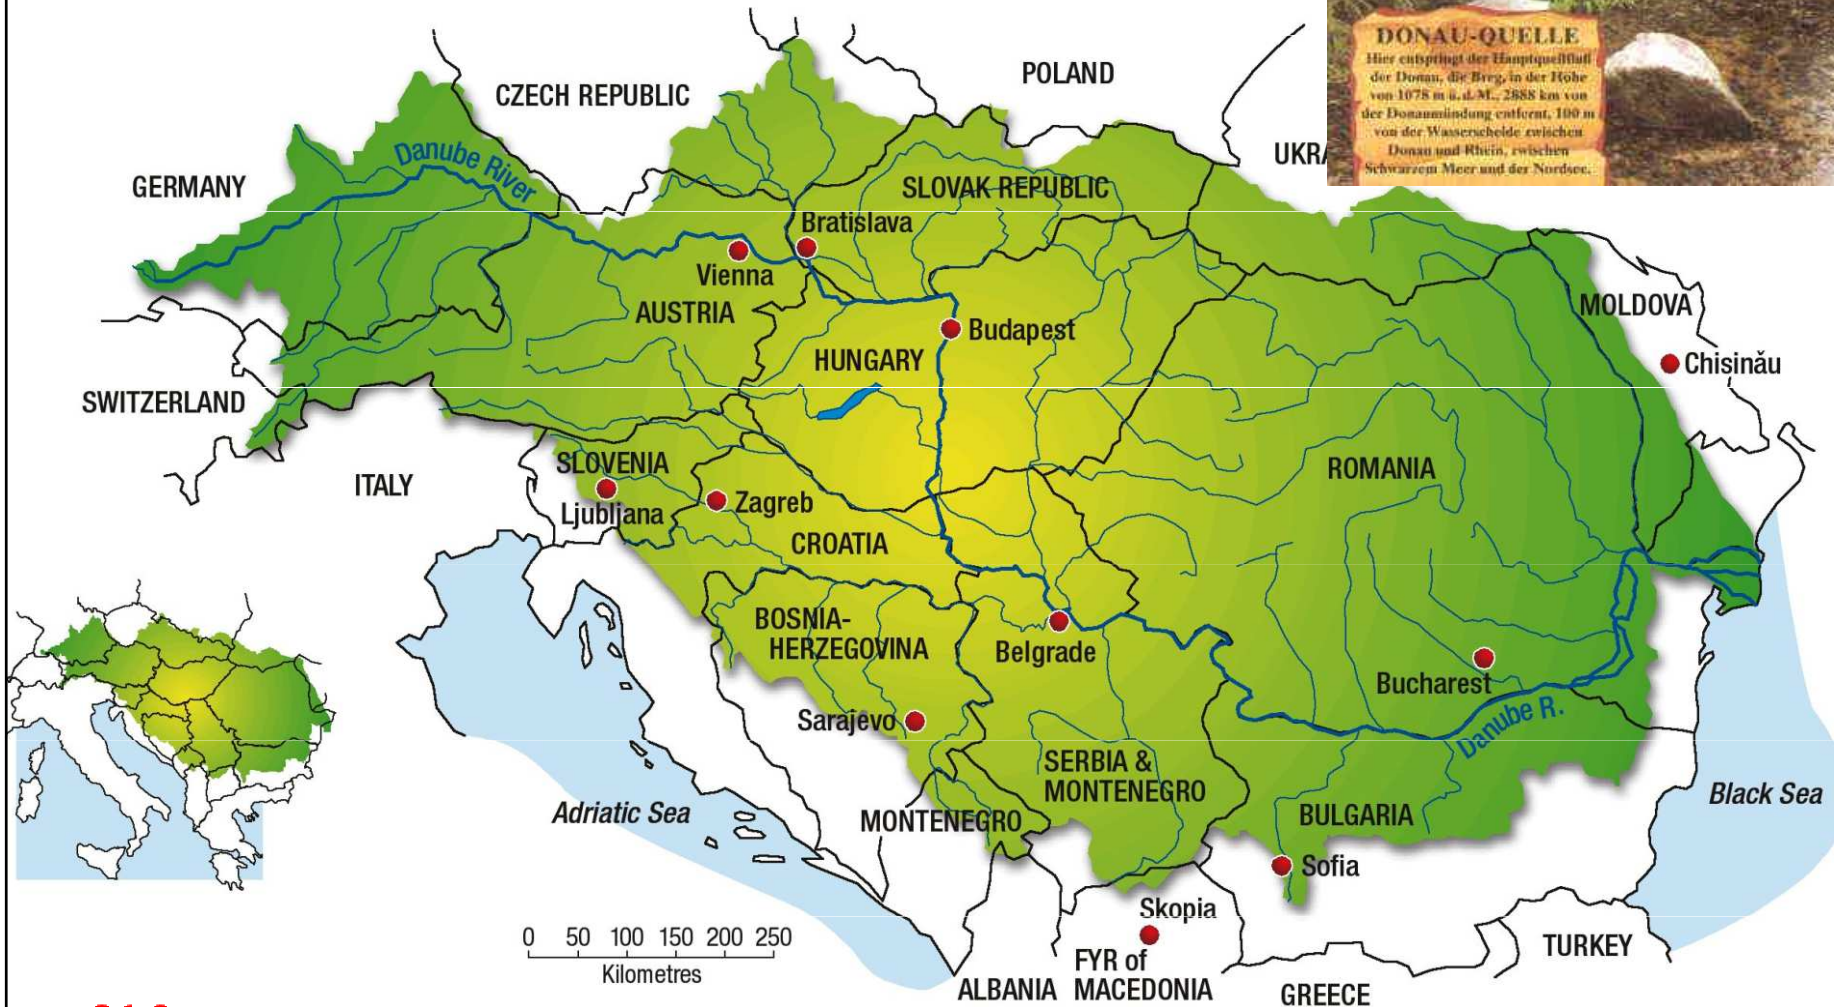 DONAU-QUELLE
Hier entspringt der Hauptquellfluß
der Donau, die Breg, in der Höhe
von 1078 m ü. d. M., 2888 km von
der Donaumündung entfernt, 100 m
von der Wasserscheide zwischen
Donau und Rhein, zwischen
Schwarzem Meer und der Nordsee.
POLAND
CZECH REPUBLIC
UKRA
GERMANY
Danube River
SLOVAK REPUBLIC
Bratislava
Vienna
AUSTRIA
MOLDOVA
Budapest
HUNGARY
Chisinău
SWITZERLAND
SLOVENIA
ROMANIA
ITALY
Zagreb
Ljubljana
CROATIA
BOSNIA-
HERZEGOVINA
Belgrade
Bucharest
Sarajevo
Danube R.
SERBIA &
MONTENEGRO
Black Sea
Adriatic Sea
MONTENEGRO
BULGARIA
Sofia
Skopia
0 50 100 150 200 250
Kilometres
TURKEY
FYR of
MACEDONIA
ALBANIA
GREECE